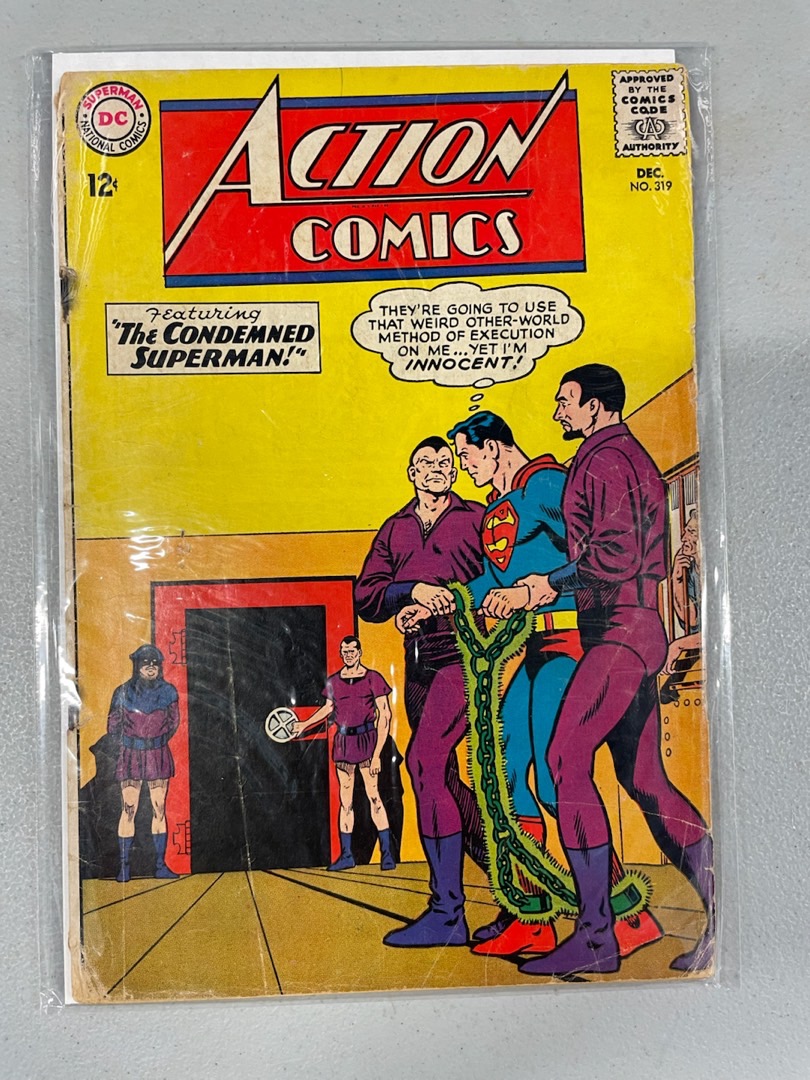 SUPERMAN
DC
NATIONAL COMICS
12¢
ACTION
COMICS
APPROVED
BY THE
COMICS
CODE
CA
AUTHORITY
DEC.
NO. 319
Featuring
"The CONDEMNED
SUPERMAN!"
THEY'RE GOING TO USE
THAT WEIRD OTHER-WORLD
METHOD OF EXECUTION
ON ME...YET I'M
INNOCENT!
S